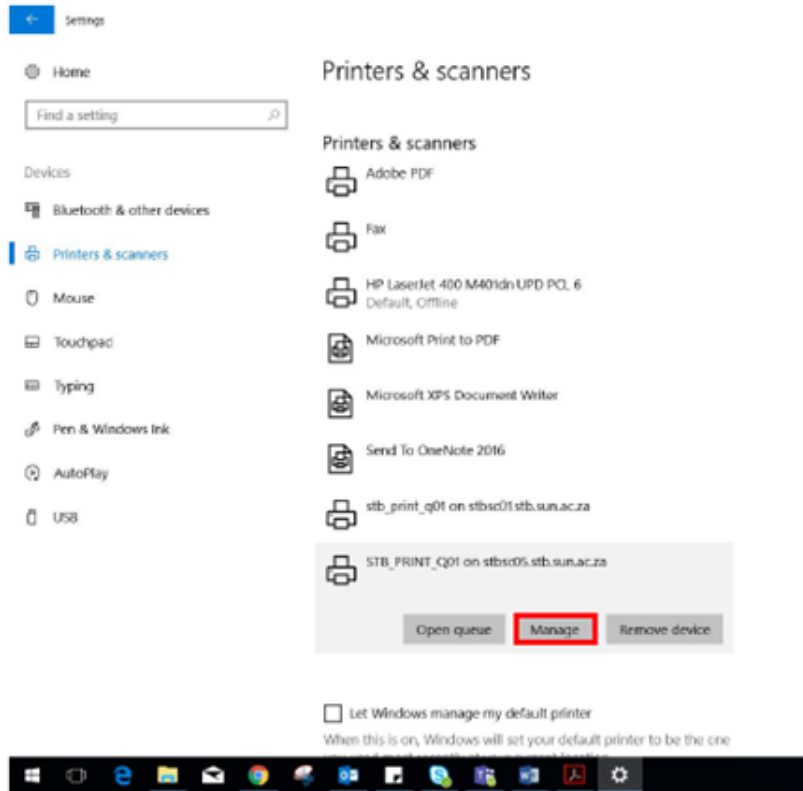 Settings
Home
Find a setting
Devices
Bluetooth & other devices
Printers & scanners
Mouse
Touchpad
Typing
Pen & Windows Ink
AutoPlay
USB
Printers & scanners
Printers & scanners
Adobe PDF
Fax
HP LaserJet 400 M401dn UPD PCL 6
Default, Offline
Microsoft Print to PDF
Microsoft XPS Document Writer
Send To OneNote 2016
stb_print_q01 on stbsc01.stb.sun.ac.za
STB_PRINT_Q01 on stbsc05.stb.sun.ac.za
Open queue Manage Remove device
Let Windows manage my default printer
When this is on, Windows will set your default printer to be the one